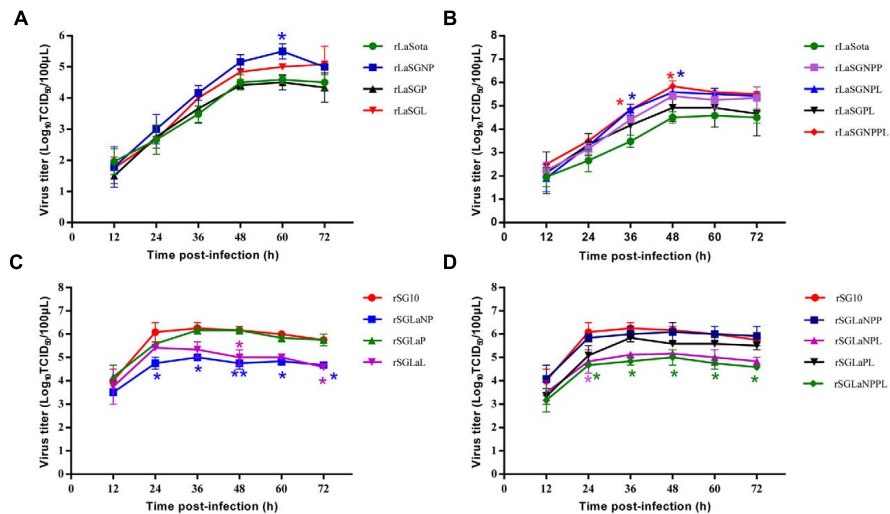 A
Virus titer (Log10TCID50/100μL)
6
5
4
3
2
1
0
*
0 12 24 36 48 60 72
Time post-infection (h)
rLaSota
rLaSGNP
rLaSGP
rLaSGL
B
Virus titer (Log10TCID50/100μL)
8
7
6
5
4
3
2
1
0
* * * *
0 12 24 36 48 60 72
Time post-infection (h)
rLaSota
rLaSGNPP
rLaSGNPL
rLaSGPL
rLaSGNPPL
C
Virus titer (Log10TCID50/100μL)
8
7
6
5
4
3
2
1
0
*
* * ** * * *
0 12 24 36 48 60 72
Time post-infection (h)
rSG10
rSGLaNP
rSGLaP
rSGLaL
D
Virus titer (Log10TCID50/100μL)
8
7
6
5
4
3
2
1
0
* * * * * *
0 12 24 36 48 60 72
Time post-infection (h)
rSG10
rSGLaNPP
rSGLaNPL
rSGLaPL
rSGLaNPPL